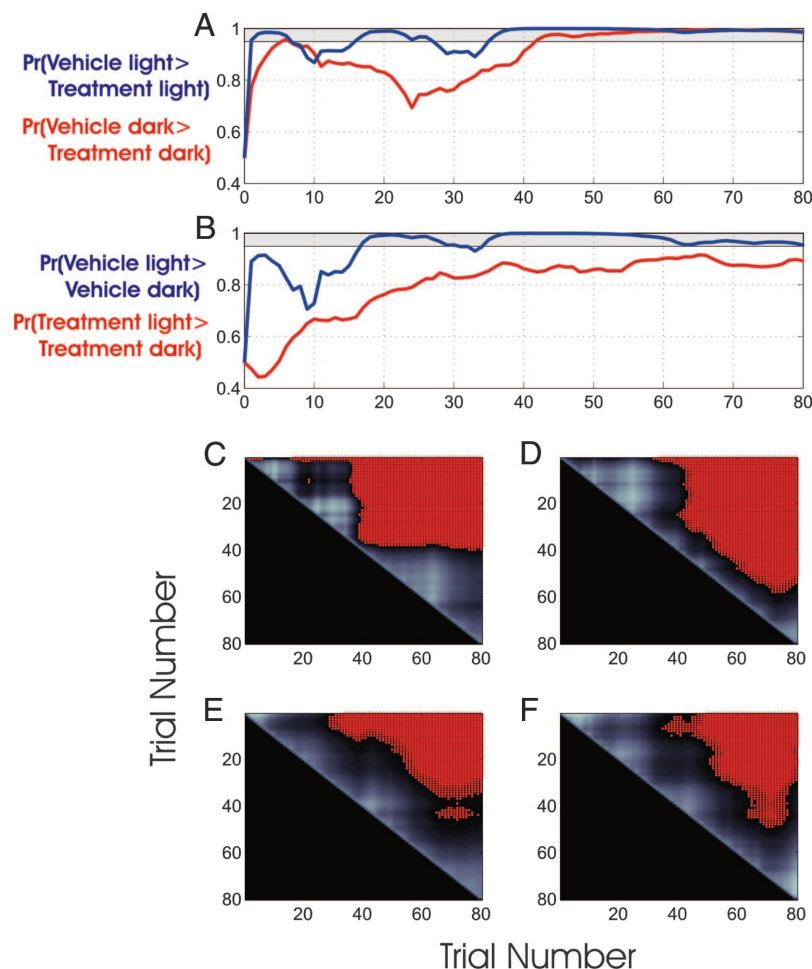 A
Pr(Vehicle light>
Treatment light)
Pr(Vehicle dark>
Treatment dark)
1
0.8
0.6
0.4
0 10 20 30 40 50 60 70 80
B
Pr(Vehicle light>
Vehicle dark)
Pr(Treatment light>
Treatment dark)
1
0.8
0.6
0.4
0 10 20 30 40 50 60 70 80
C
20
40
60
80
20 40 60 80
D
20
40
60
80
20 40 60 80
E
20
40
60
80
20 40 60 80
F
20
40
60
80
20 40 60 80
Trial Number
Trial Number